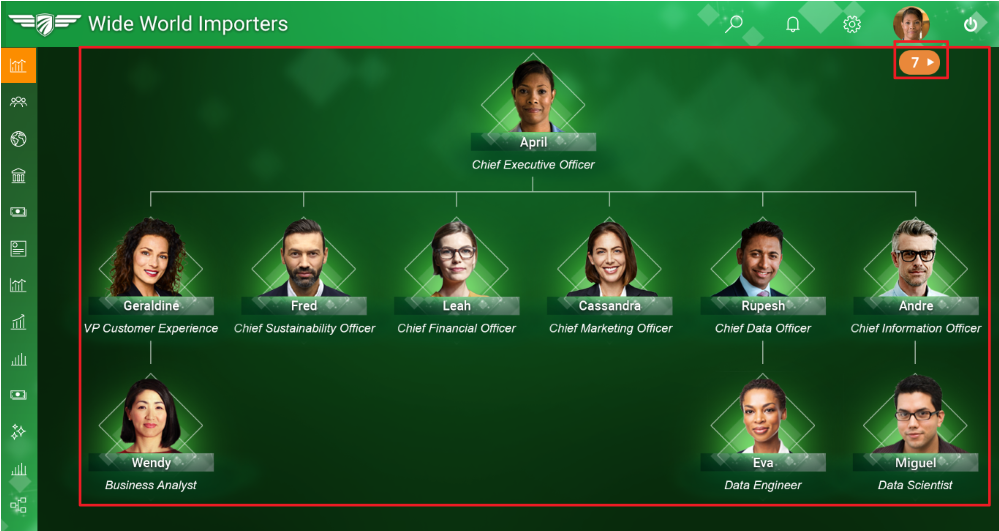 Wide World Importers
7
April
Chief Executive Officer
Geraldine
Fred
Leah
Cassandra
Rupesh
Andre
VP Customer Experience
Chief Sustainability Officer
Chief Financial Officer
Chief Marketing Officer
Chief Data Officer
Chief Information Officer
Wendy
Eva
Miguel
Business Analyst
Data Engineer
Data Scientist